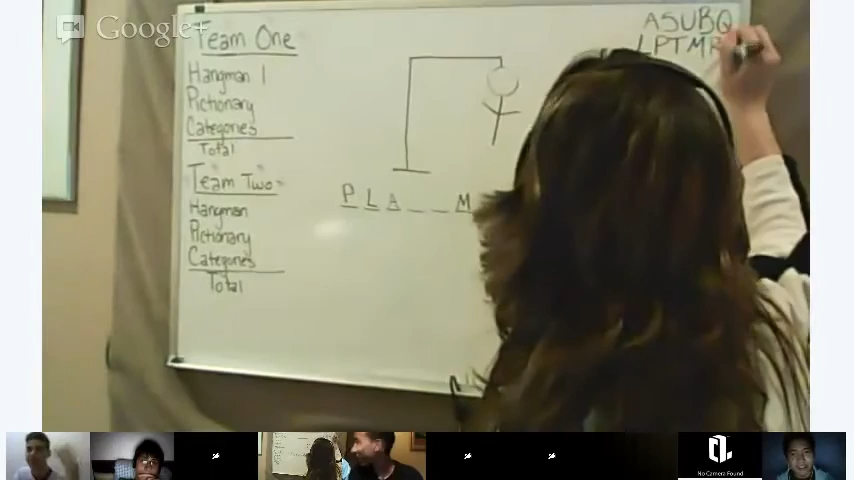 Google+
Team One
Hangman 1
Pictionary
Categories
Total
Team Two
Hangman
Pictionary
Categories
Total
P L A _ _ M
ASUBQ
LPTM
No Camera Found